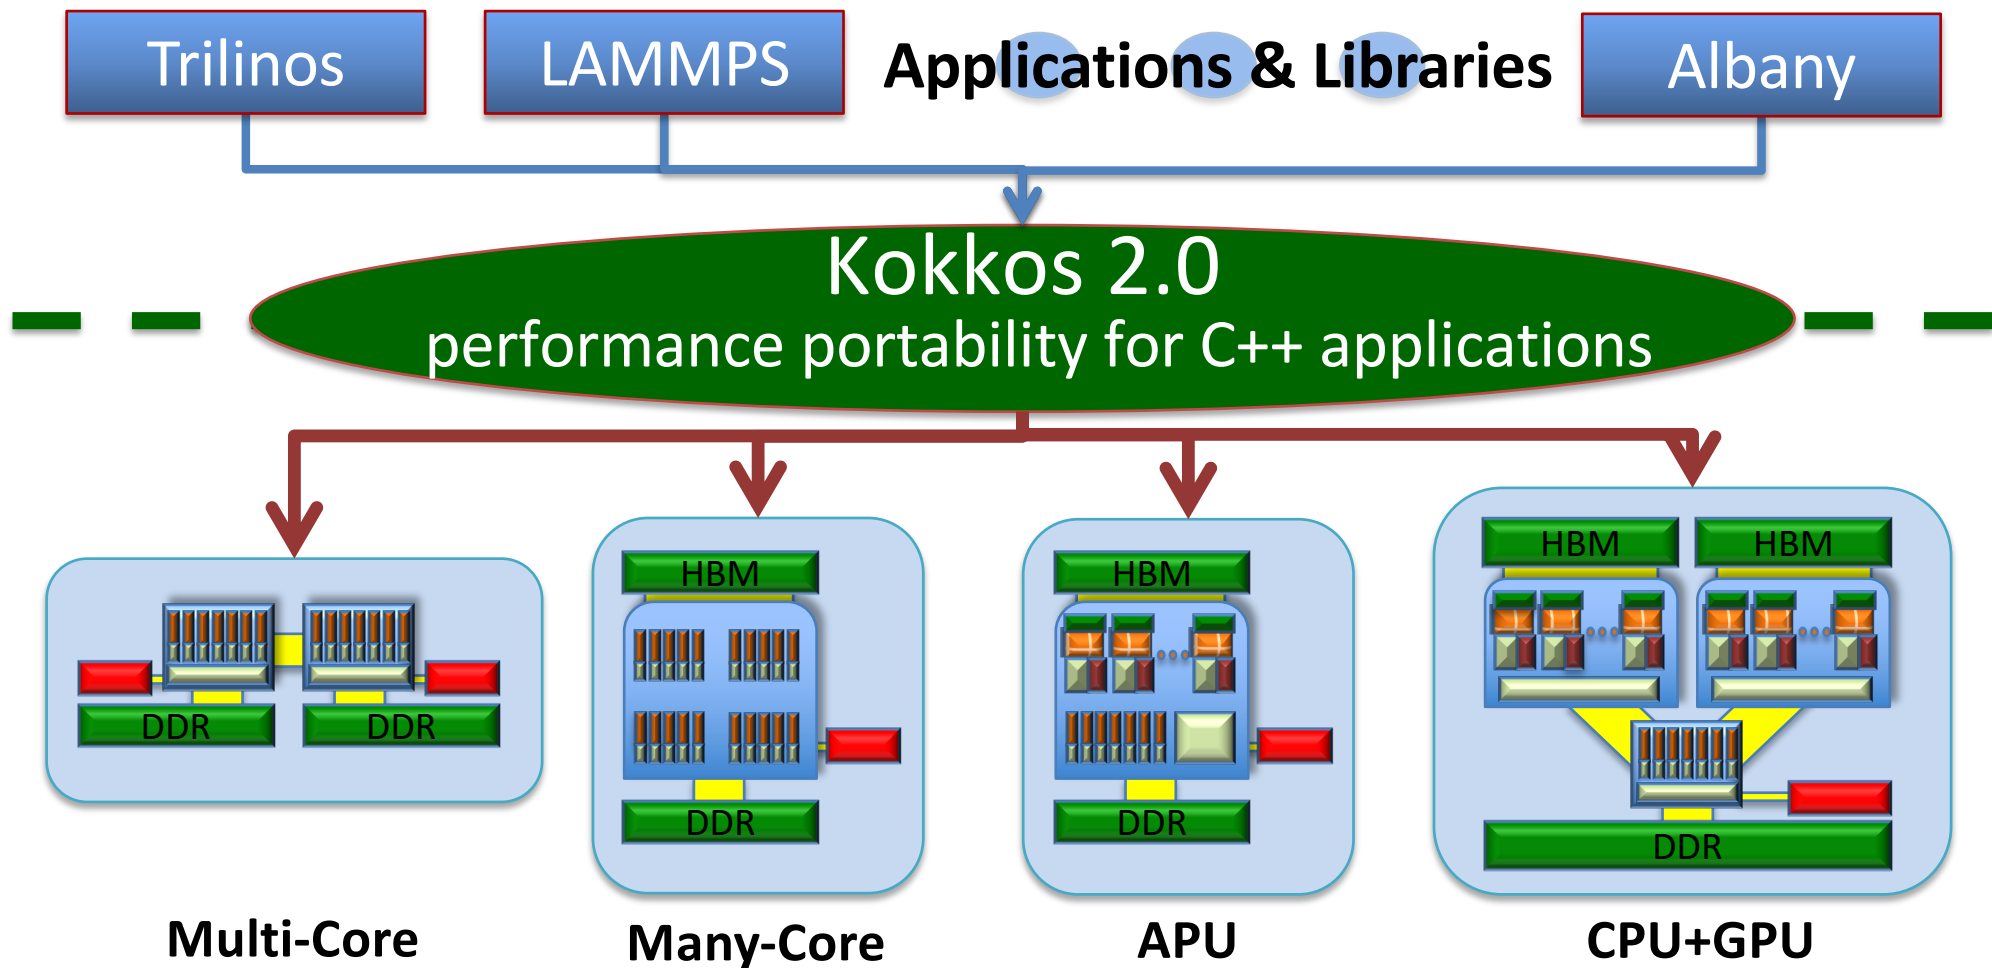 Trilinos
LAMMPS
Applications & Libraries
Albany
Kokkos 2.0
performance portability for C++ applications
HBM
HBM
HBM
HBM
DDR
DDR
DDR
DDR
DDR
Multi-Core
Many-Core
APU
CPU+GPU